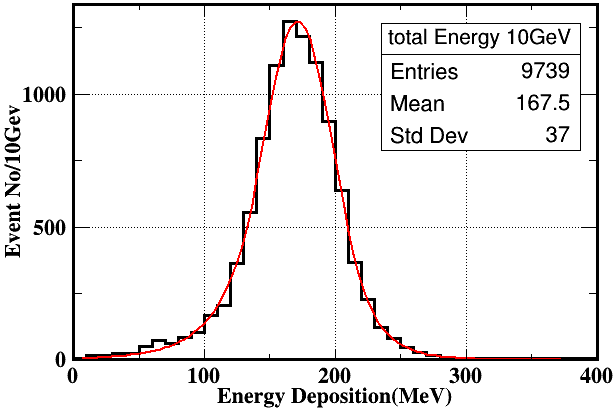 total Energy 10GeV
Entries 9739
Mean 167.5
Std Dev 37
1000
500
0
Event No/10Gev
0 100 200 300 400
Energy Deposition(MeV)